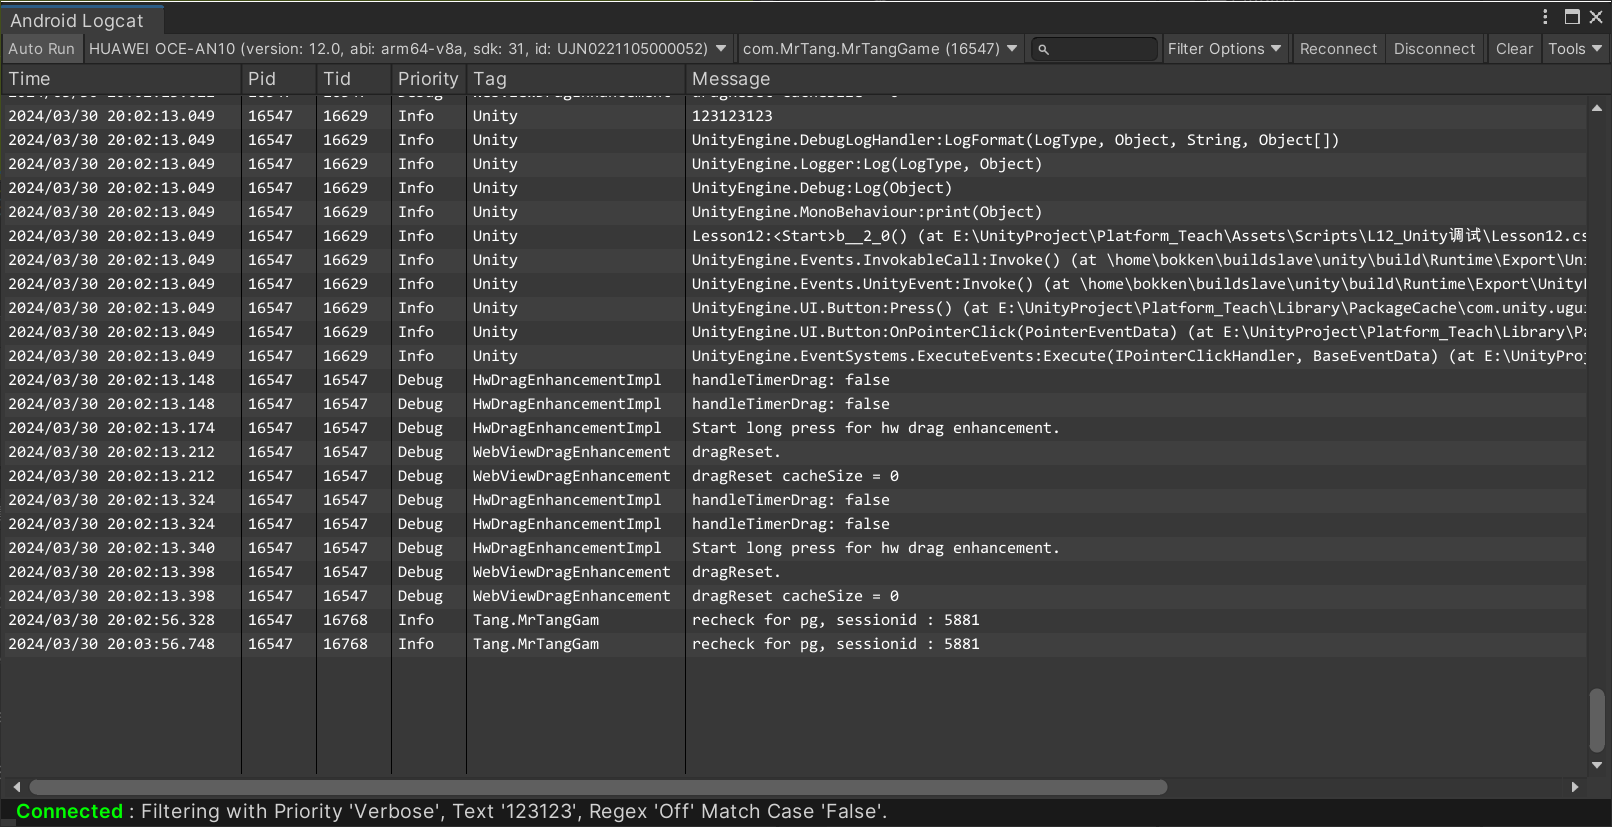 Android Logcat
Auto Run HUAWEI OCE-AN10 (version: 12.0, abi: arm64-v8a, sdk: 31, id: UJN0221105000052) com.MrTang.MrTangGame (16547) Filter Options Reconnect Disconnect Clear Tools
Time Pid Tid Priority Tag Message
2024/03/30 20:02:13.049 16547 16629 Info Unity 123123123
2024/03/30 20:02:13.049 16547 16629 Info Unity UnityEngine.DebugLogHandler:LogFormat(LogType, Object, String, Object[])
2024/03/30 20:02:13.049 16547 16629 Info Unity UnityEngine.Logger:Log(LogType, Object)
2024/03/30 20:02:13.049 16547 16629 Info Unity UnityEngine.Debug:Log(Object)
2024/03/30 20:02:13.049 16547 16629 Info Unity UnityEngine.MonoBehaviour:print(Object)
2024/03/30 20:02:13.049 16547 16629 Info Unity Lesson12:<Start>b__2_0() (at E:\UnityProject\Platform_Teach\Assets\Scripts\L12_Unity调试\Lesson12.cs
2024/03/30 20:02:13.049 16547 16629 Info Unity UnityEngine.Events.InvokableCall:Invoke() (at \home\bokken\buildslave\unity\build\Runtime\Export\Uni
2024/03/30 20:02:13.049 16547 16629 Info Unity UnityEngine.Events.UnityEvent:Invoke() (at \home\bokken\buildslave\unity\build\Runtime\Export\UnityE
2024/03/30 20:02:13.049 16547 16629 Info Unity UnityEngine.UI.Button:Press() (at E:\UnityProject\Platform_Teach\Library\PackageCache\com.unity.ugui
2024/03/30 20:02:13.049 16547 16629 Info Unity UnityEngine.UI.Button:OnPointerClick(PointerEventData) (at E:\UnityProject\Platform_Teach\Library\Pa
2024/03/30 20:02:13.049 16547 16629 Info Unity UnityEngine.EventSystems.ExecuteEvents:Execute(IPointerClickHandler, BaseEventData) (at E:\UnityProj
2024/03/30 20:02:13.148 16547 16547 Debug HwDragEnhancementImpl handleTimerDrag: false
2024/03/30 20:02:13.148 16547 16547 Debug HwDragEnhancementImpl handleTimerDrag: false
2024/03/30 20:02:13.174 16547 16547 Debug HwDragEnhancementImpl Start long press for hw drag enhancement.
2024/03/30 20:02:13.212 16547 16547 Debug WebViewDragEnhancement dragReset.
2024/03/30 20:02:13.212 16547 16547 Debug WebViewDragEnhancement dragReset cacheSize = 0
2024/03/30 20:02:13.324 16547 16547 Debug HwDragEnhancementImpl handleTimerDrag: false
2024/03/30 20:02:13.324 16547 16547 Debug HwDragEnhancementImpl handleTimerDrag: false
2024/03/30 20:02:13.340 16547 16547 Debug HwDragEnhancementImpl Start long press for hw drag enhancement.
2024/03/30 20:02:13.398 16547 16547 Debug WebViewDragEnhancement dragReset.
2024/03/30 20:02:13.398 16547 16547 Debug WebViewDragEnhancement dragReset cacheSize = 0
2024/03/30 20:02:56.328 16547 16768 Info Tang.MrTangGam recheck for pg, sessionid : 5881
2024/03/30 20:03:56.748 16547 16768 Info Tang.MrTangGam recheck for pg, sessionid : 5881
Connected : Filtering with Priority 'Verbose', Text '123123', Regex 'Off' Match Case 'False'.